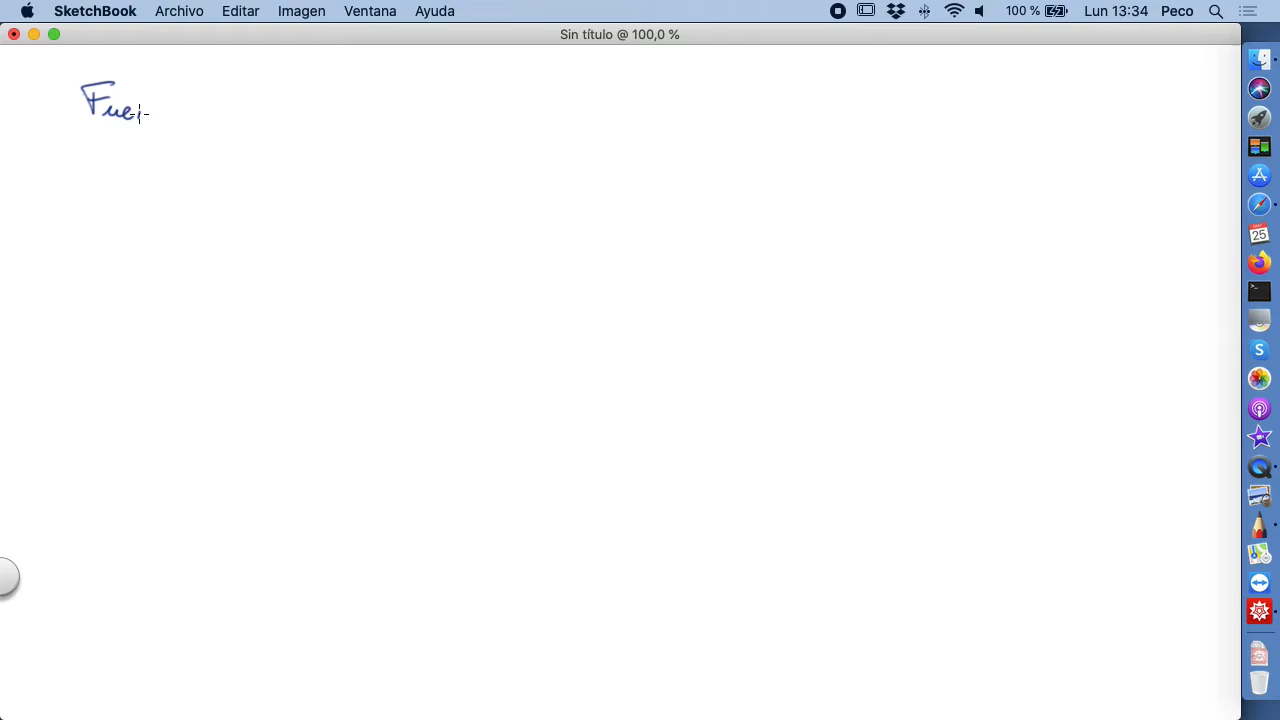 SketchBook Archivo Editar Imagen Ventana Ayuda 100 % Lun 13:34 Peco
Sin título @ 100,0 %
Fue